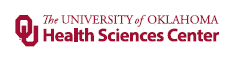 The UNIVERSITY of OKLAHOMA
Health Sciences Center